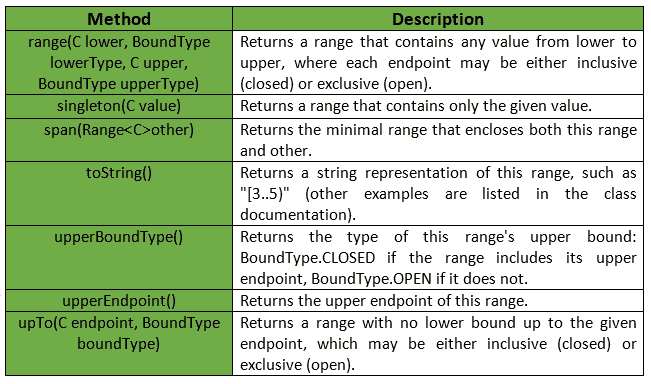 Method Description
range(C lower, BoundType Returns a range that contains any value from lower to
lowerType, C upper, upper, where each endpoint may be either inclusive
BoundType upperType) (closed) or exclusive (open).
singleton(C value) Returns a range that contains only the given value.
span(Range<C>other) Returns the minimal range that encloses both this range
and other.
toString() Returns a string representation of this range, such as
"[3..5)" (other examples are listed in the class
documentation).
upperBoundType() Returns the type of this range's upper bound:
BoundType.CLOSED if the range includes its upper
endpoint, BoundType.OPEN if it does not.
upperEndpoint() Returns the upper endpoint of this range.
upTo(C endpoint, BoundType Returns a range with no lower bound up to the given
boundType) endpoint, which may be either inclusive (closed) or
exclusive (open).